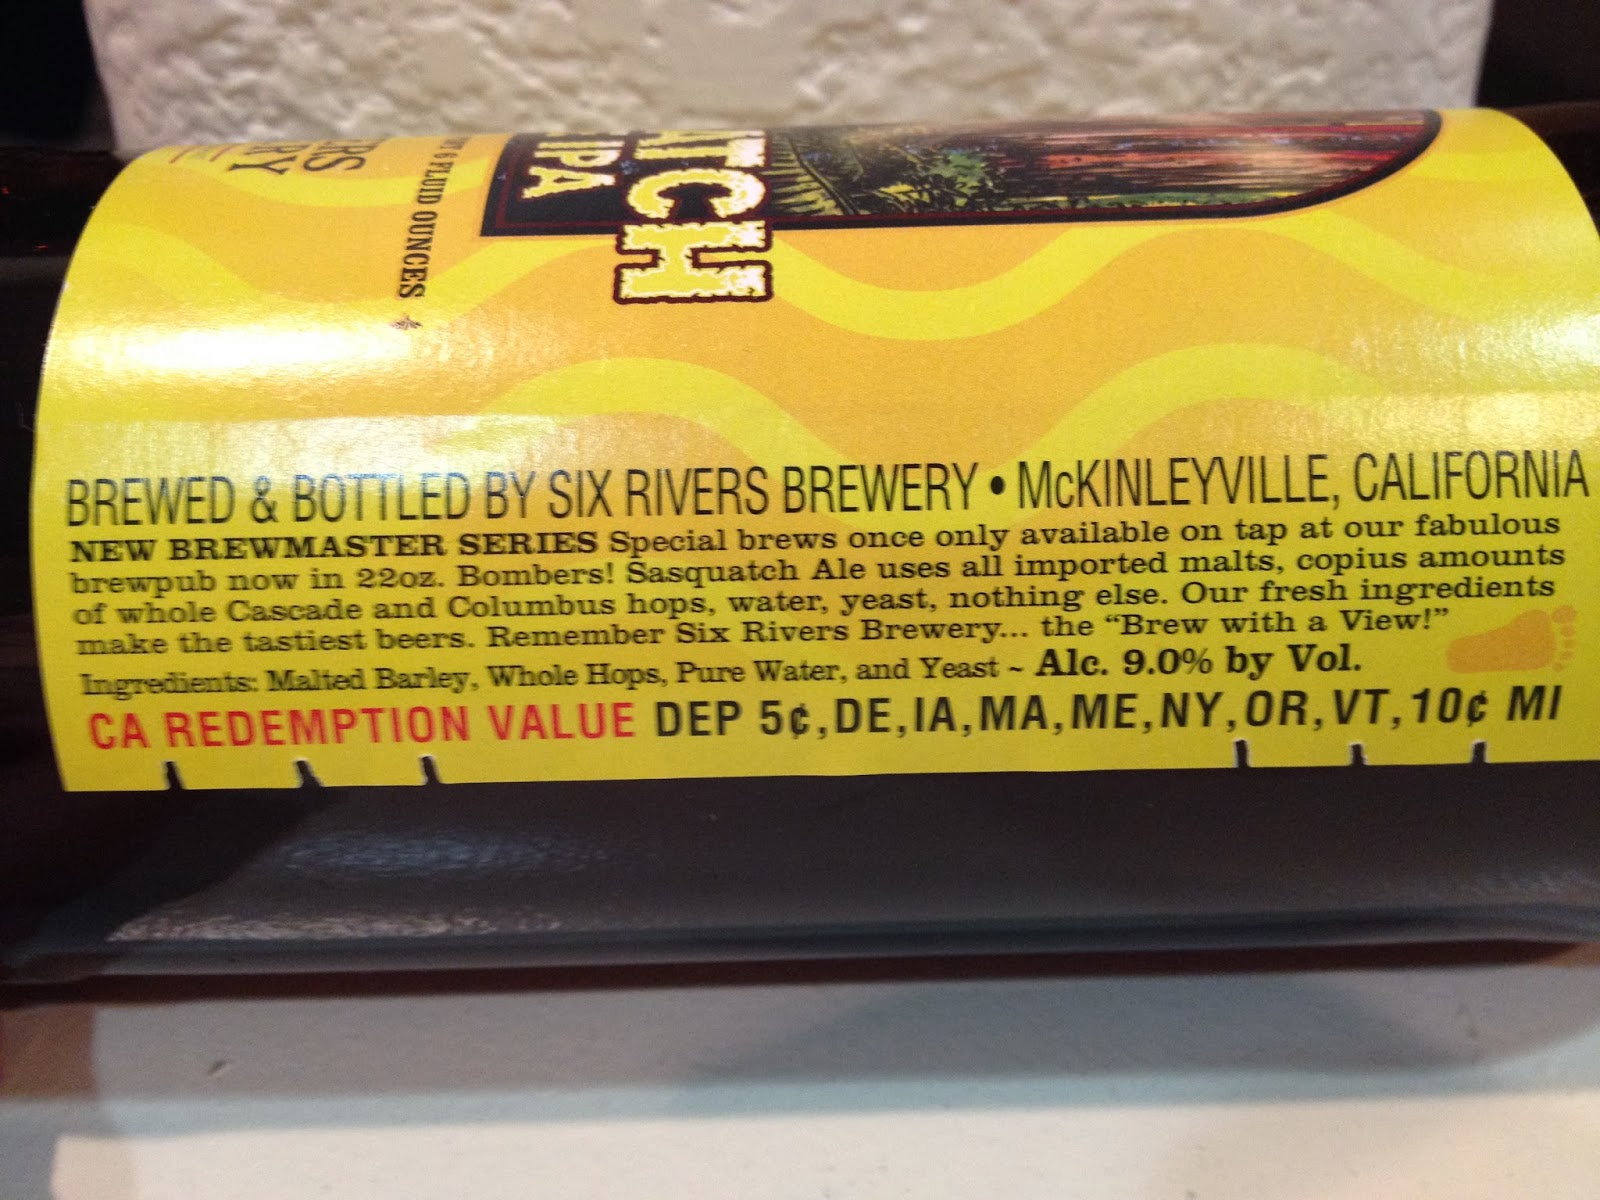 ERS
RY
6 FLUID OUNCES
ATCH
IPA
BREWED & BOTTLED BY SIX RIVERS BREWERY • McKINLEYVILLE, CALIFORNIA
NEW BREWMASTER SERIES Special brews once only available on tap at our fabulous
brewpub now in 22oz. Bombers! Sasquatch Ale uses all imported malts, copius amounts
of whole Cascade and Columbus hops, water, yeast, nothing else. Our fresh ingredients
make the tastiest beers. Remember Six Rivers Brewery... the “Brew with a View!”
Ingredients: Malted Barley, Whole Hops, Pure Water, and Yeast ~ Alc. 9.0% by Vol.
CA REDEMPTION VALUE DEP 5¢,DE,IA,MA,ME,NY,OR,VT,10¢ MI